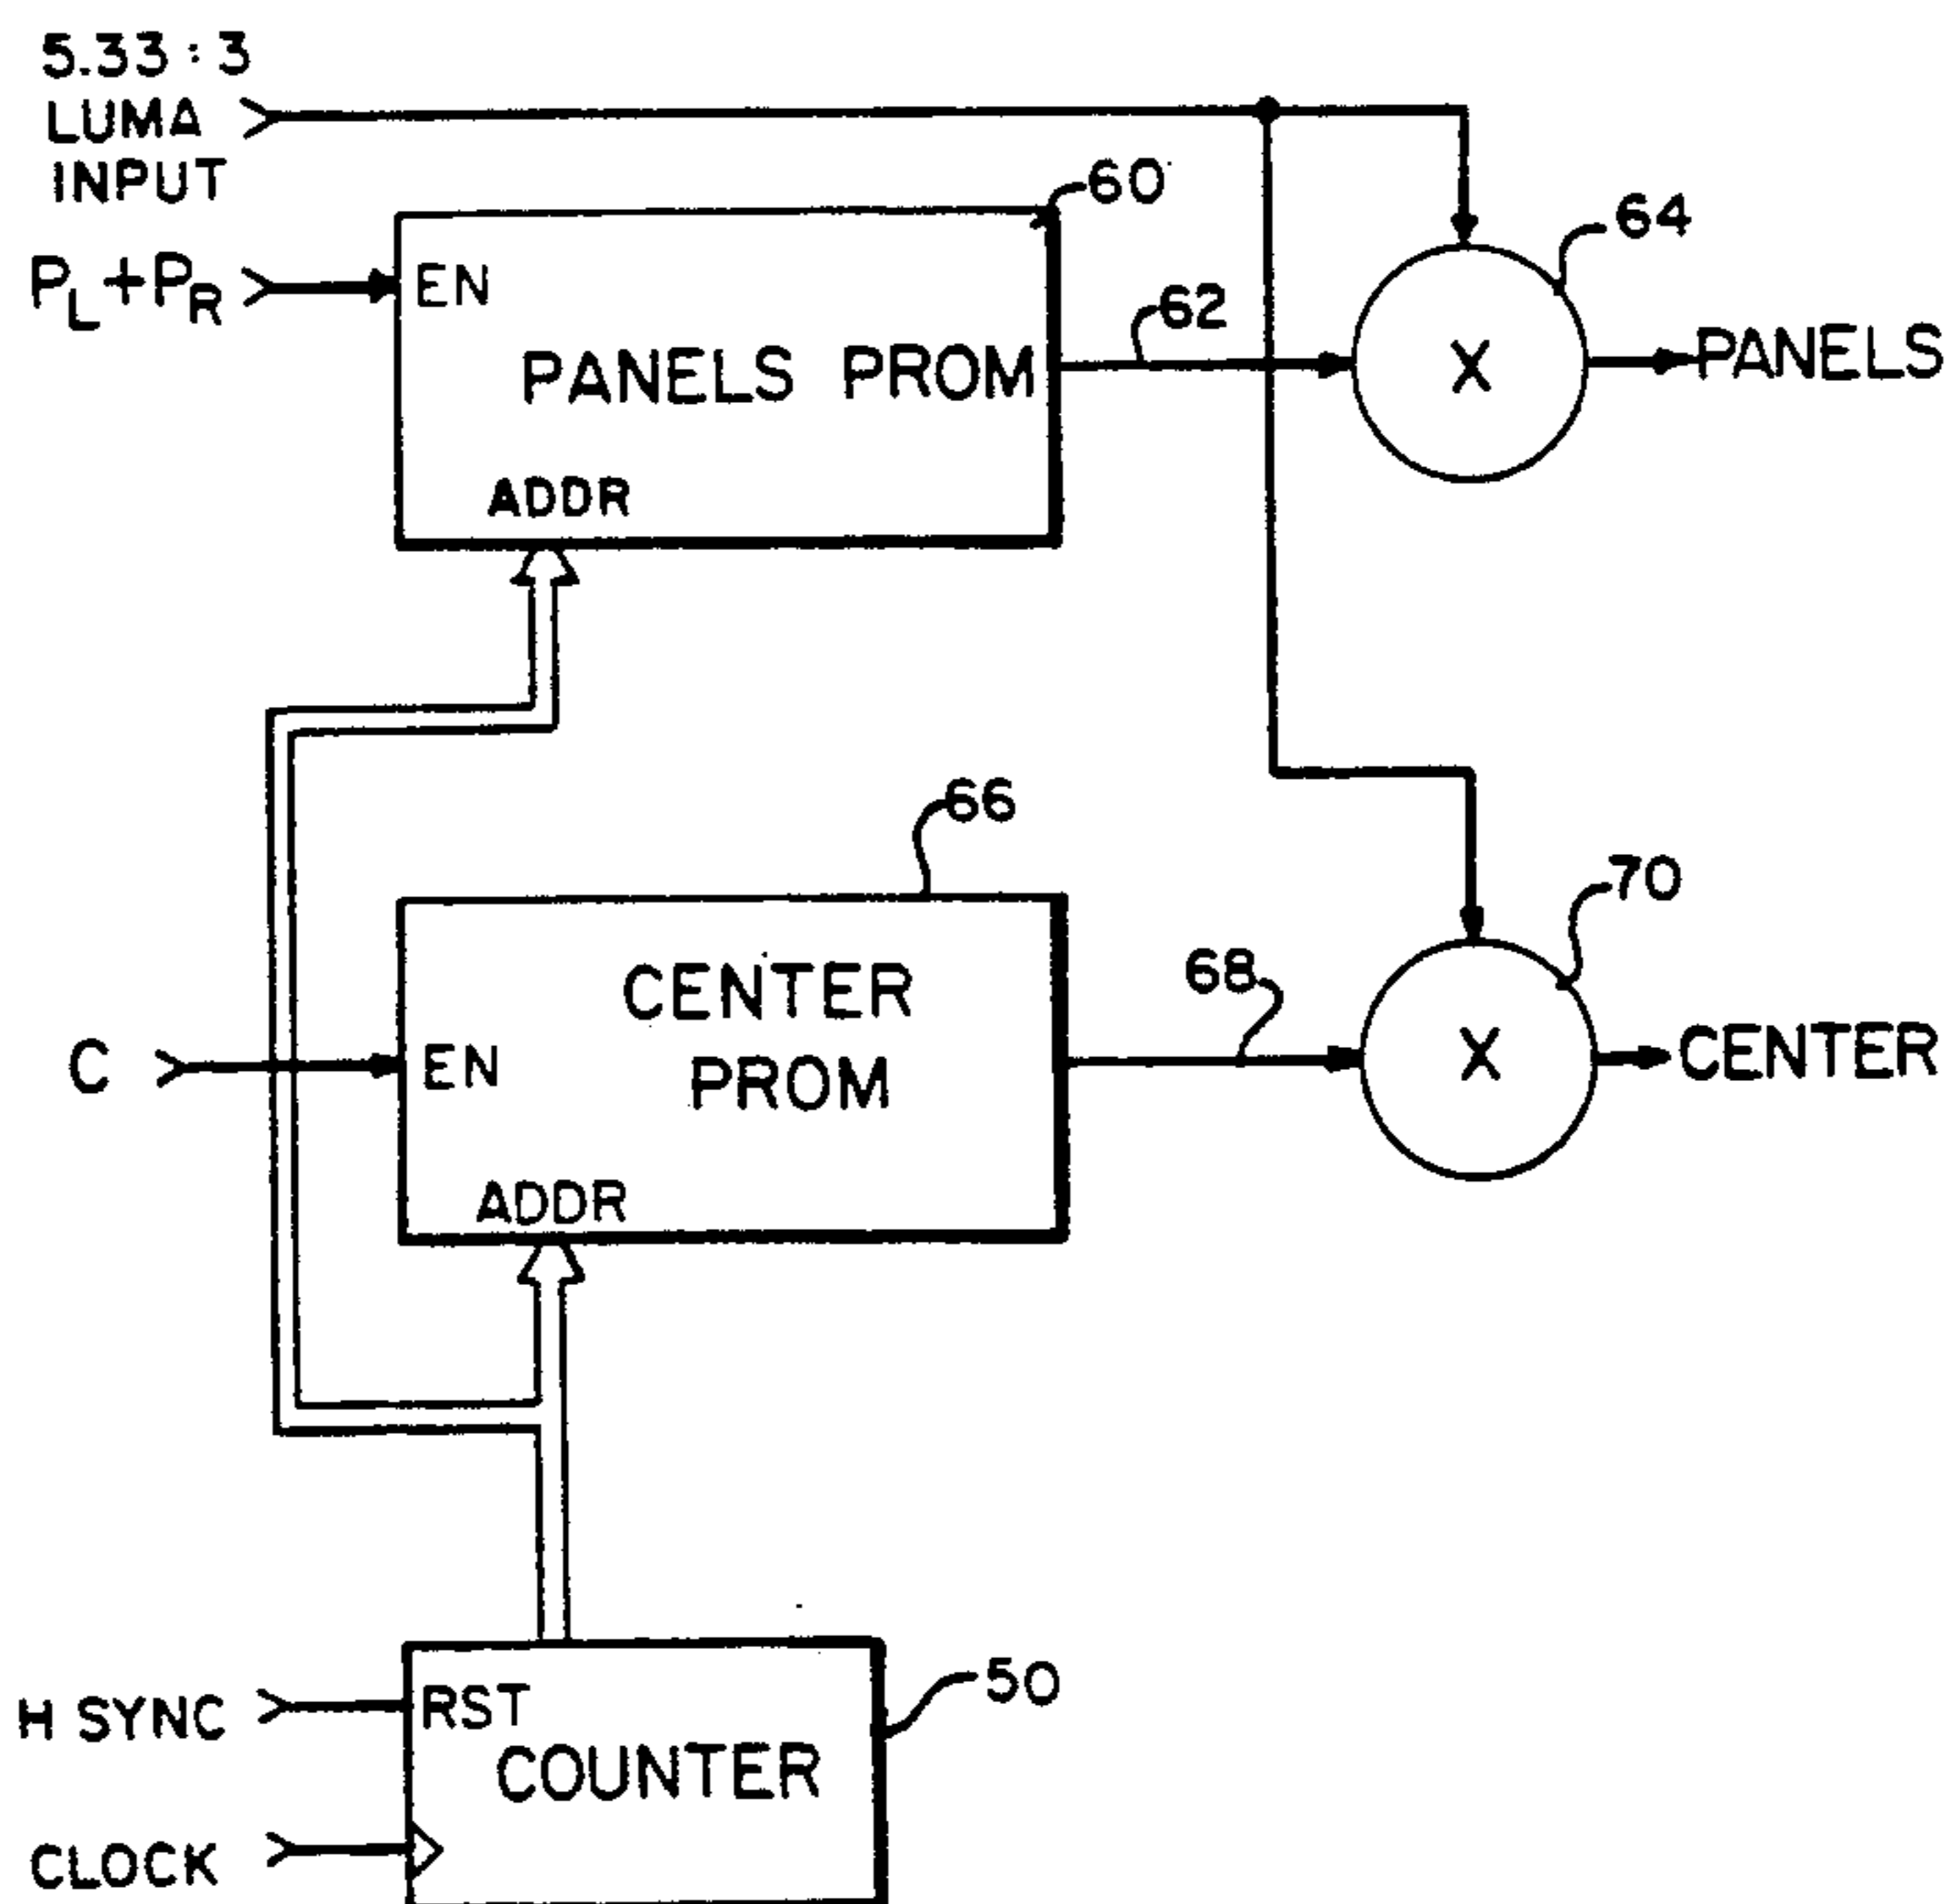 5.33:3
LUMA
INPUT
60
64
PL+PR
EN
62
PANELS PROM
X
PANELS
ADDR
66
70
CENTER
PROM
68
C
EN
X
CENTER
ADDR
H SYNC
RST
50
COUNTER
CLOCK